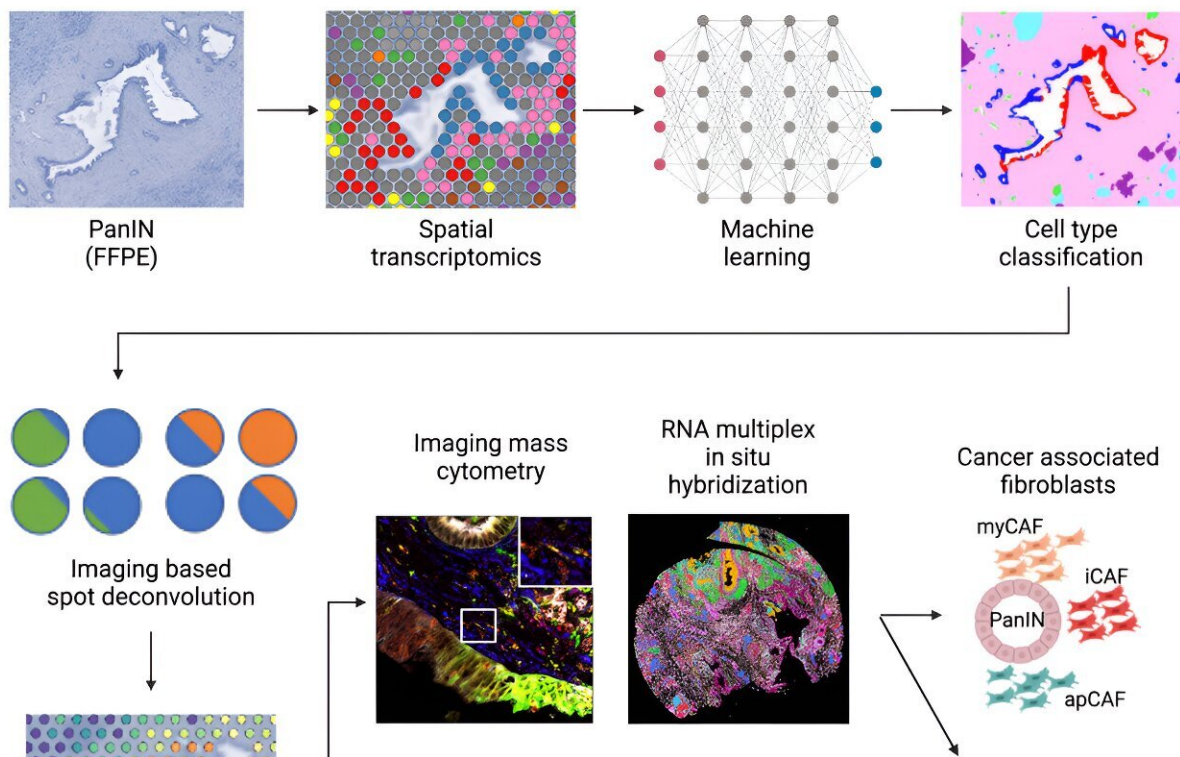 PanIN
(FFPE)
Spatial
transcriptomics
Machine
learning
Cell type
classification
Imaging based
spot deconvolution
Imaging mass
cytometry
RNA multiplex
in situ
hybridization
Cancer associated
fibroblasts
myCAF
iCAF
PanIN
apCAF